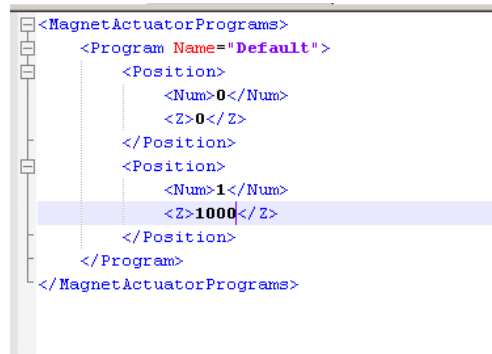 <MagnetActuatorPrograms>
<Program Name="Default">
<Position>
<Num>0</Num>
<Z>0</Z>
</Position>
<Position>
<Num>1</Num>
<Z>1000</Z>
</Position>
</Program>
</MagnetActuatorPrograms>